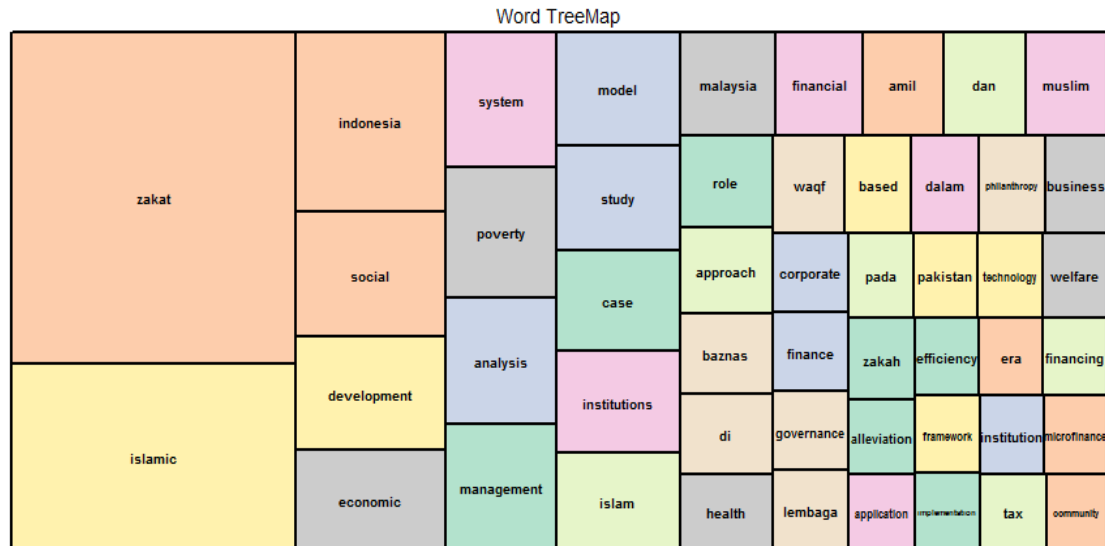 Word TreeMap
zakat
islamic
indonesia
social
development
economic
system
poverty
analysis
management
model
study
case
institutions
islam
malaysia
role
approach
baznas
di
health
financial
amil
dan
muslim
waqf
based
dalam
philanthropy
business
corporate
finance
governance
lembaga
pada
pakistan
technology
welfare
zakah
efficiency
era
financing
alleviation
framework
institution
microfinance
application
implementation
tax
community